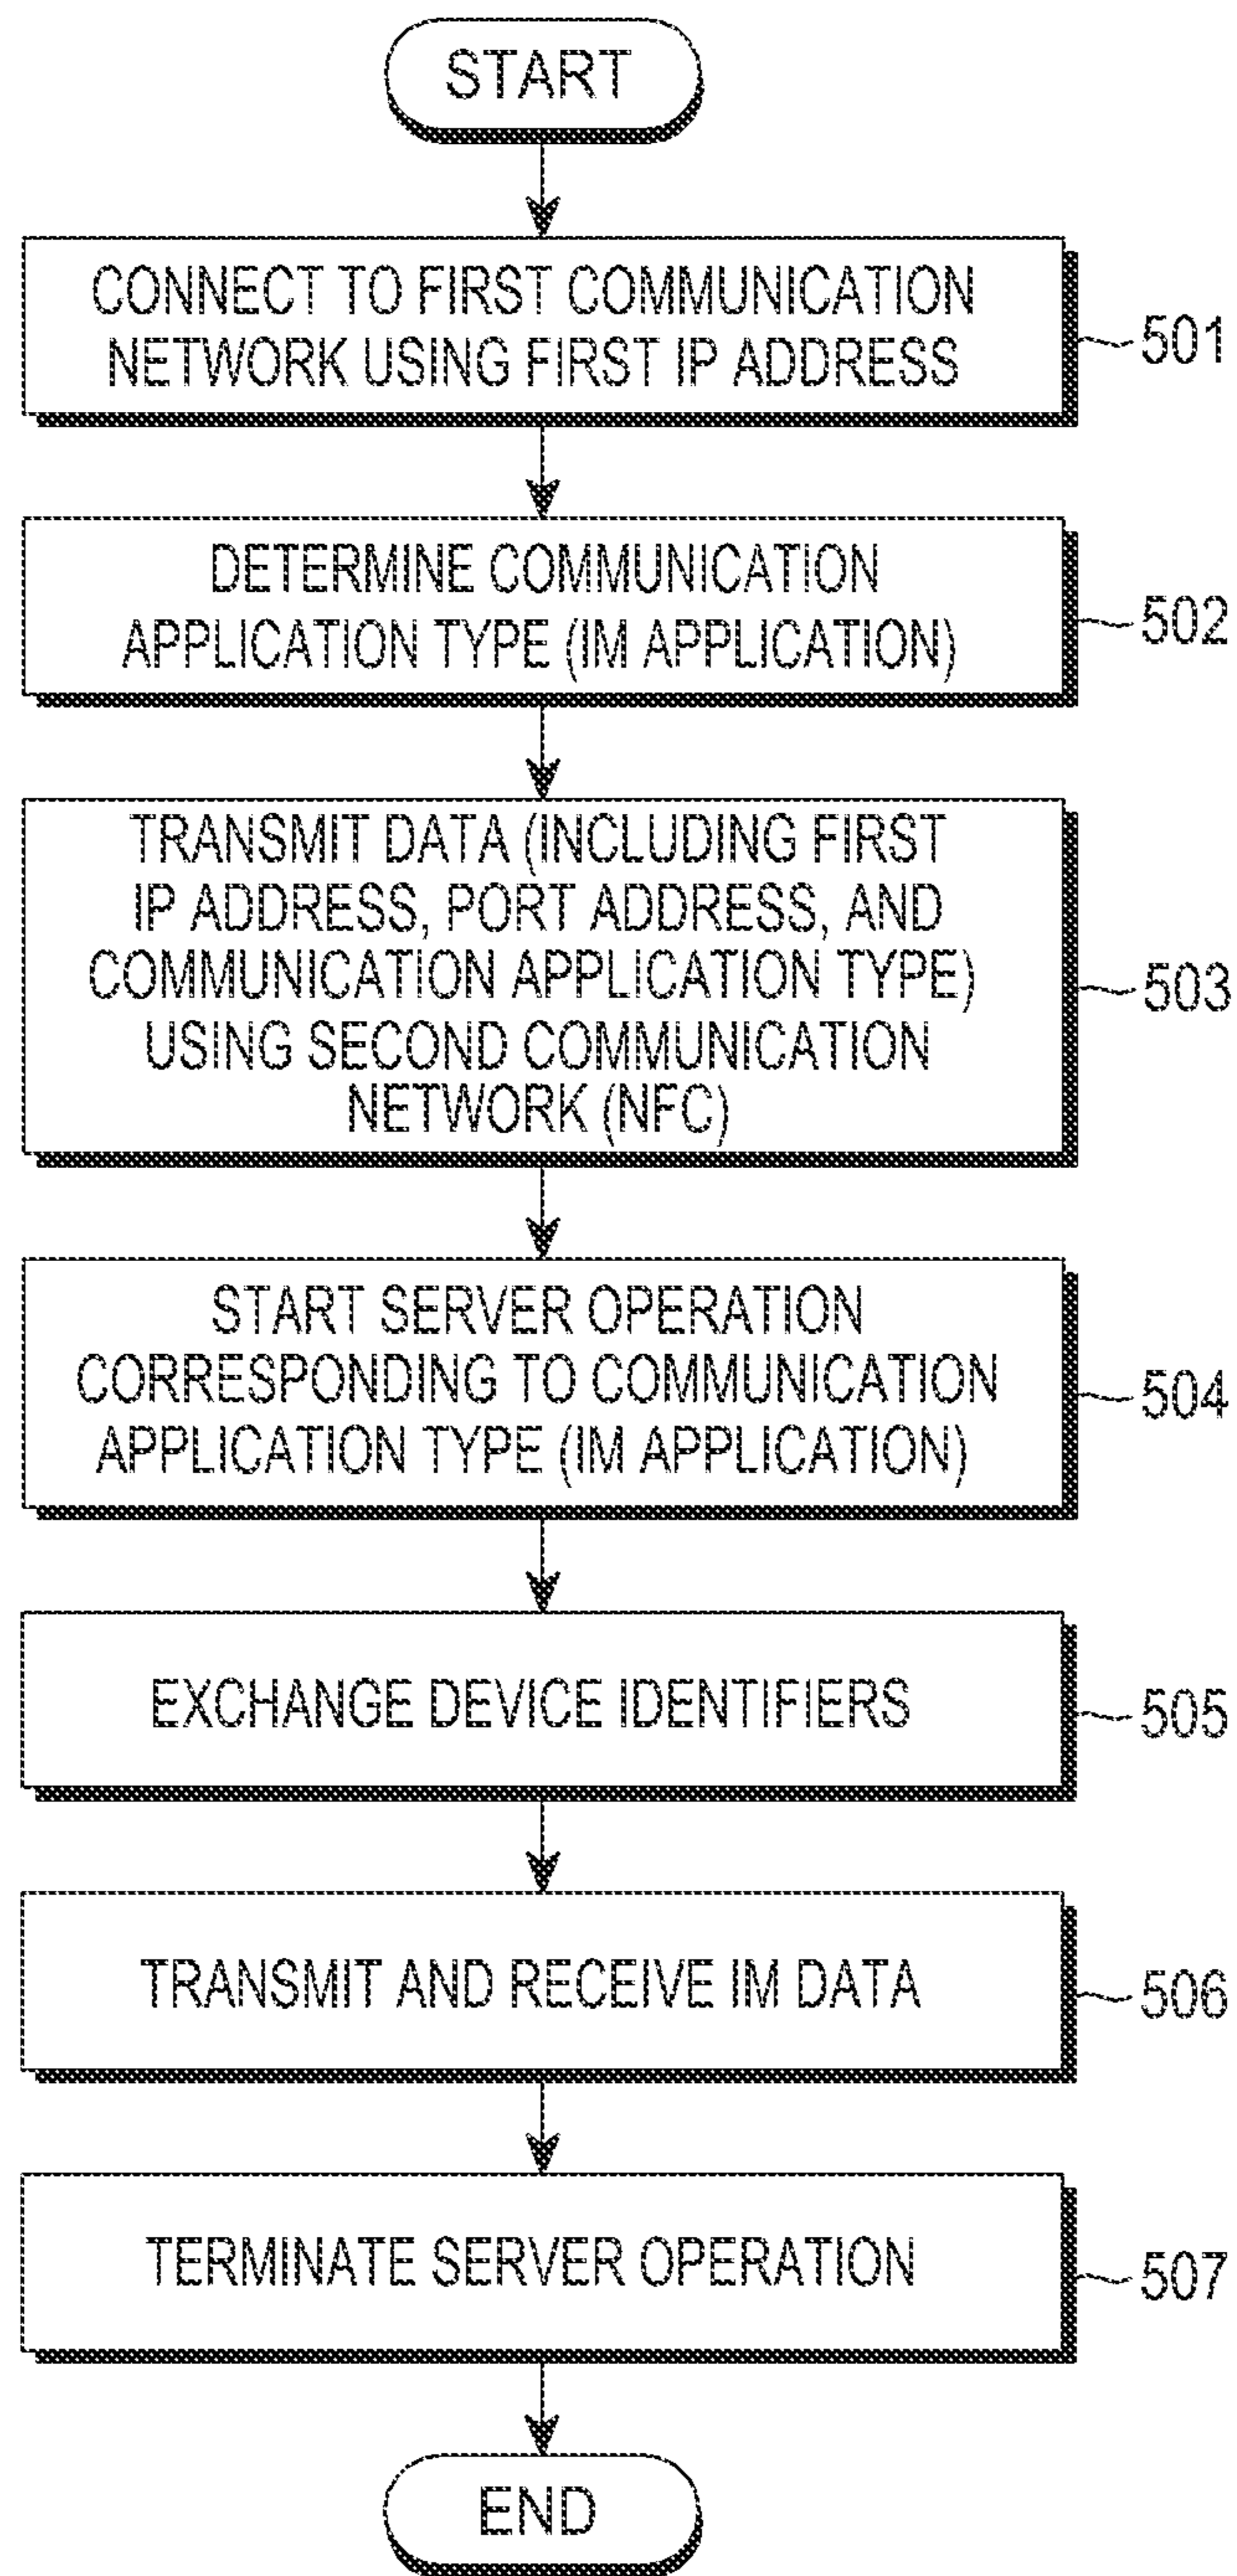 START
CONNECT TO FIRST COMMUNICATION
NETWORK USING FIRST IP ADDRESS
501
DETERMINE COMMUNICATION
APPLICATION TYPE (IM APPLICATION)
502
TRANSMIT DATA (INCLUDING FIRST
IP ADDRESS, PORT ADDRESS, AND
COMMUNICATION APPLICATION TYPE)
USING SECOND COMMUNICATION
NETWORK (NFC)
503
START SERVER OPERATION
CORRESPONDING TO COMMUNICATION
APPLICATION TYPE (IM APPLICATION)
504
EXCHANGE DEVICE IDENTIFIERS
505
TRANSMIT AND RECEIVE IM DATA
506
TERMINATE SERVER OPERATION
507
END